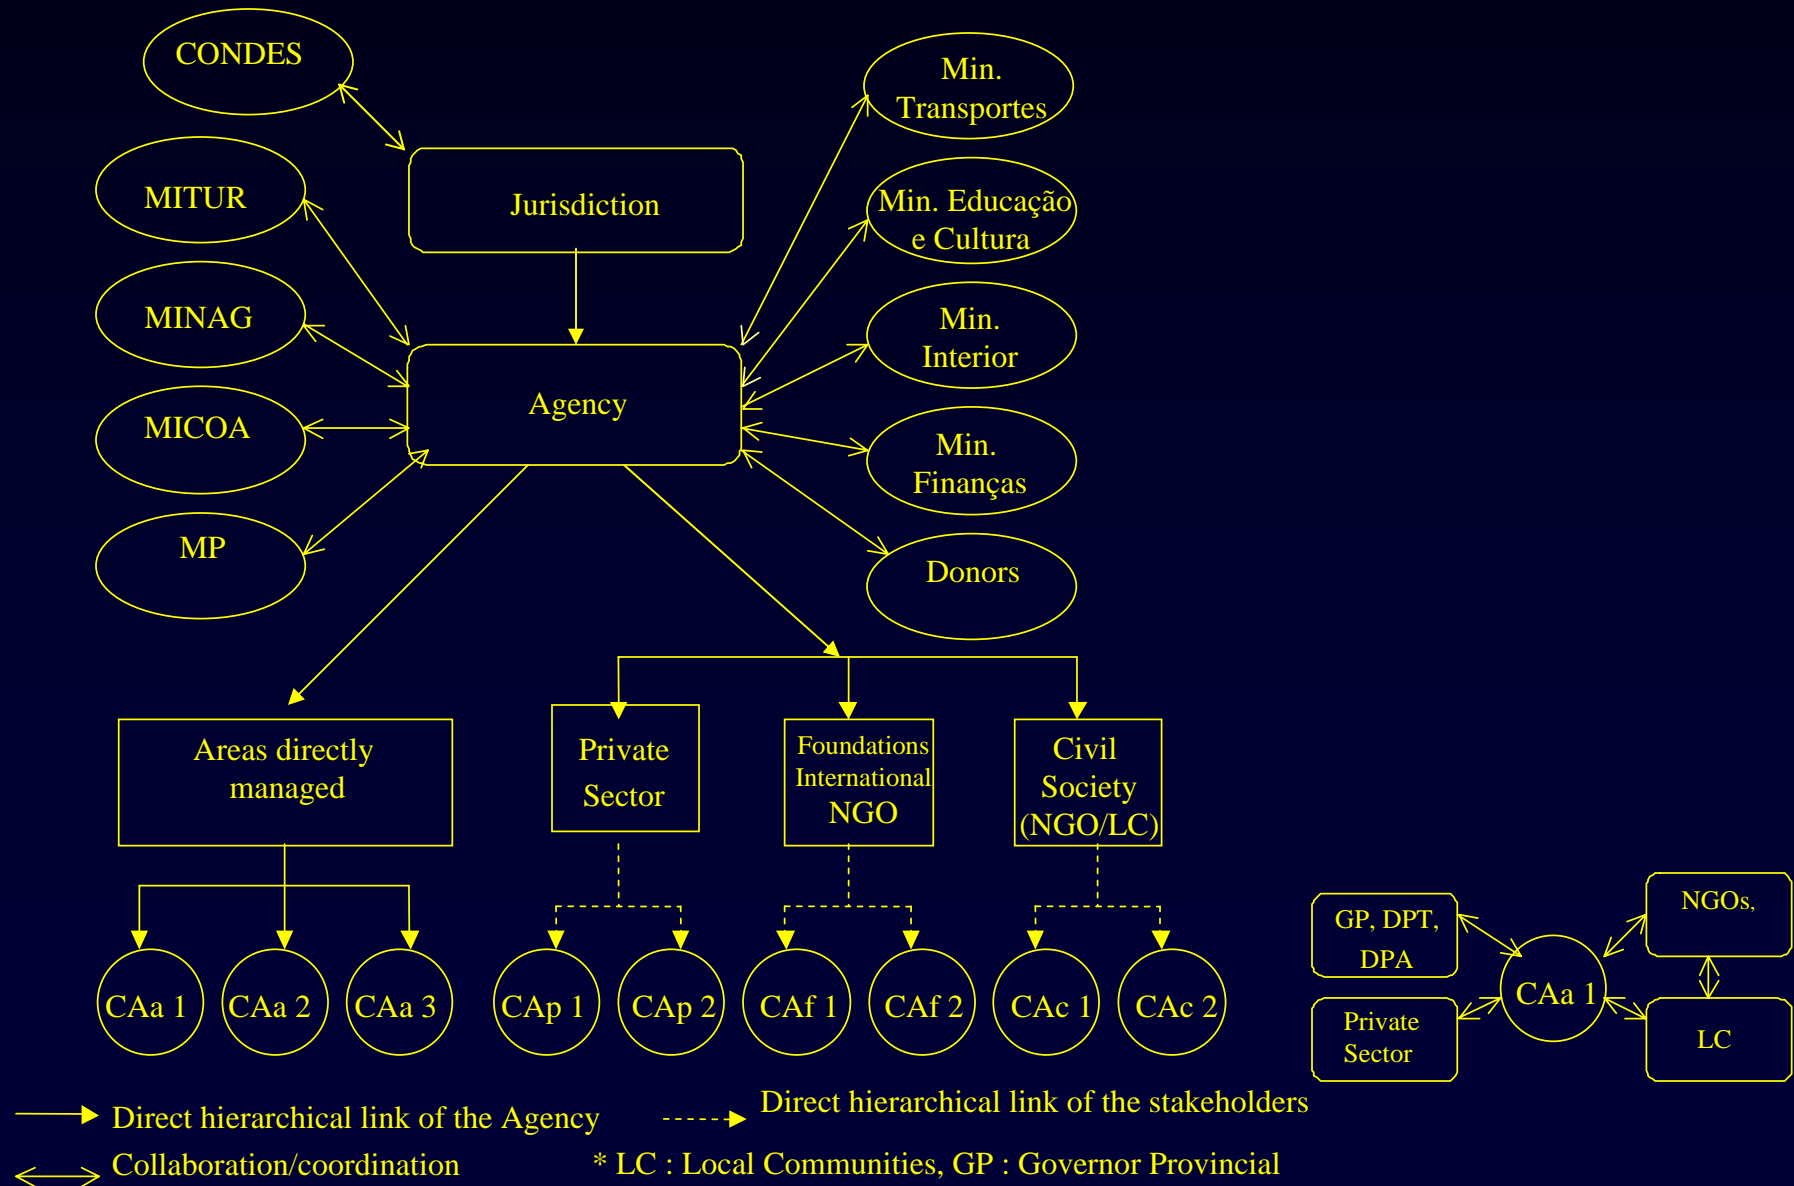 CONDES
Min.
Transportes
MITUR
Jurisdiction
Min. Educação
e Cultura
MINAG
Min.
Interior
Agency
MICOA
Min.
Finanças
MP
Donors
Areas directly
managed
Private
Sector
Foundations
International
NGO
Civil
Society
(NGO/LC)
CAa 1
CAa 2
CAa 3
CAp 1
CAp 2
CAf 1
CAf 2
CAc 1
CAc 2
GP, DPT,
DPA
NGOs,
CAa 1
Private
Sector
LC
Direct hierarchical link of the Agency
Direct hierarchical link of the stakeholders
Collaboration/coordination
* LC : Local Communities, GP : Governor Provincial